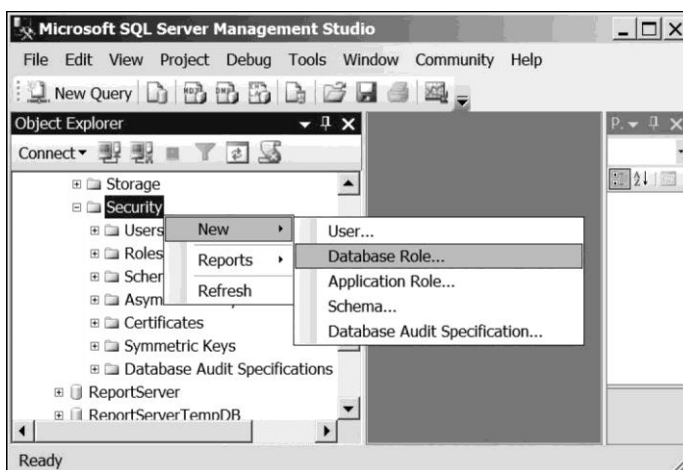 Microsoft SQL Server Management Studio
File Edit View Project Debug Tools Window Community Help
New Query
Object Explorer
P.
Connect
Storage
Security
Users
New
User...
Database Role...
Roles
Reports
Application Role...
Schem
Refresh
Schema...
Asym
Certificates
Database Audit Specification...
Symmetric Keys
Database Audit Specifications
ReportServer
ReportServerTempDB
Ready